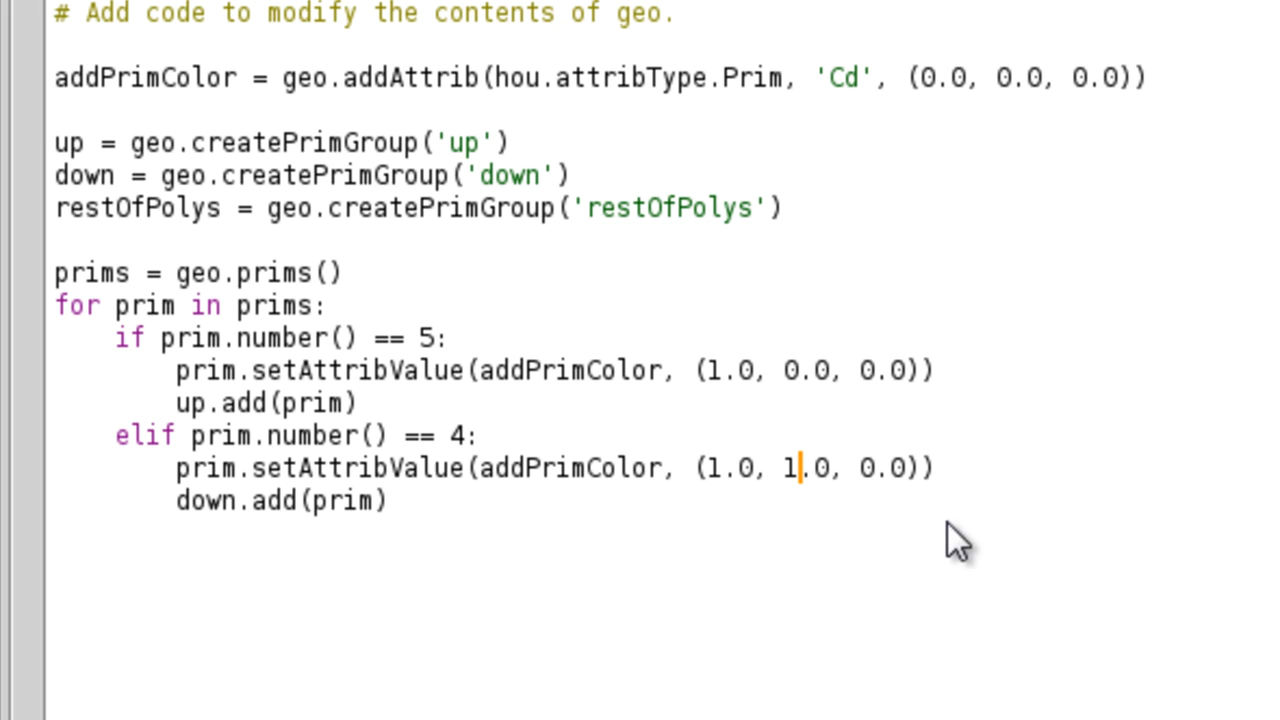 # Add code to modify the contents of geo.
addPrimColor = geo.addAttrib(hou.attribType.Prim, 'Cd', (0.0, 0.0, 0.0))
up = geo.createPrimGroup('up')
down = geo.createPrimGroup('down')
restOfPolys = geo.createPrimGroup('restOfPolys')
prims = geo.prims()
for prim in prims:
    if prim.number() == 5:
        prim.setAttribValue(addPrimColor, (1.0, 0.0, 0.0))
        up.add(prim)
    elif prim.number() == 4:
        prim.setAttribValue(addPrimColor, (1.0, 1.0, 0.0))
        down.add(prim)